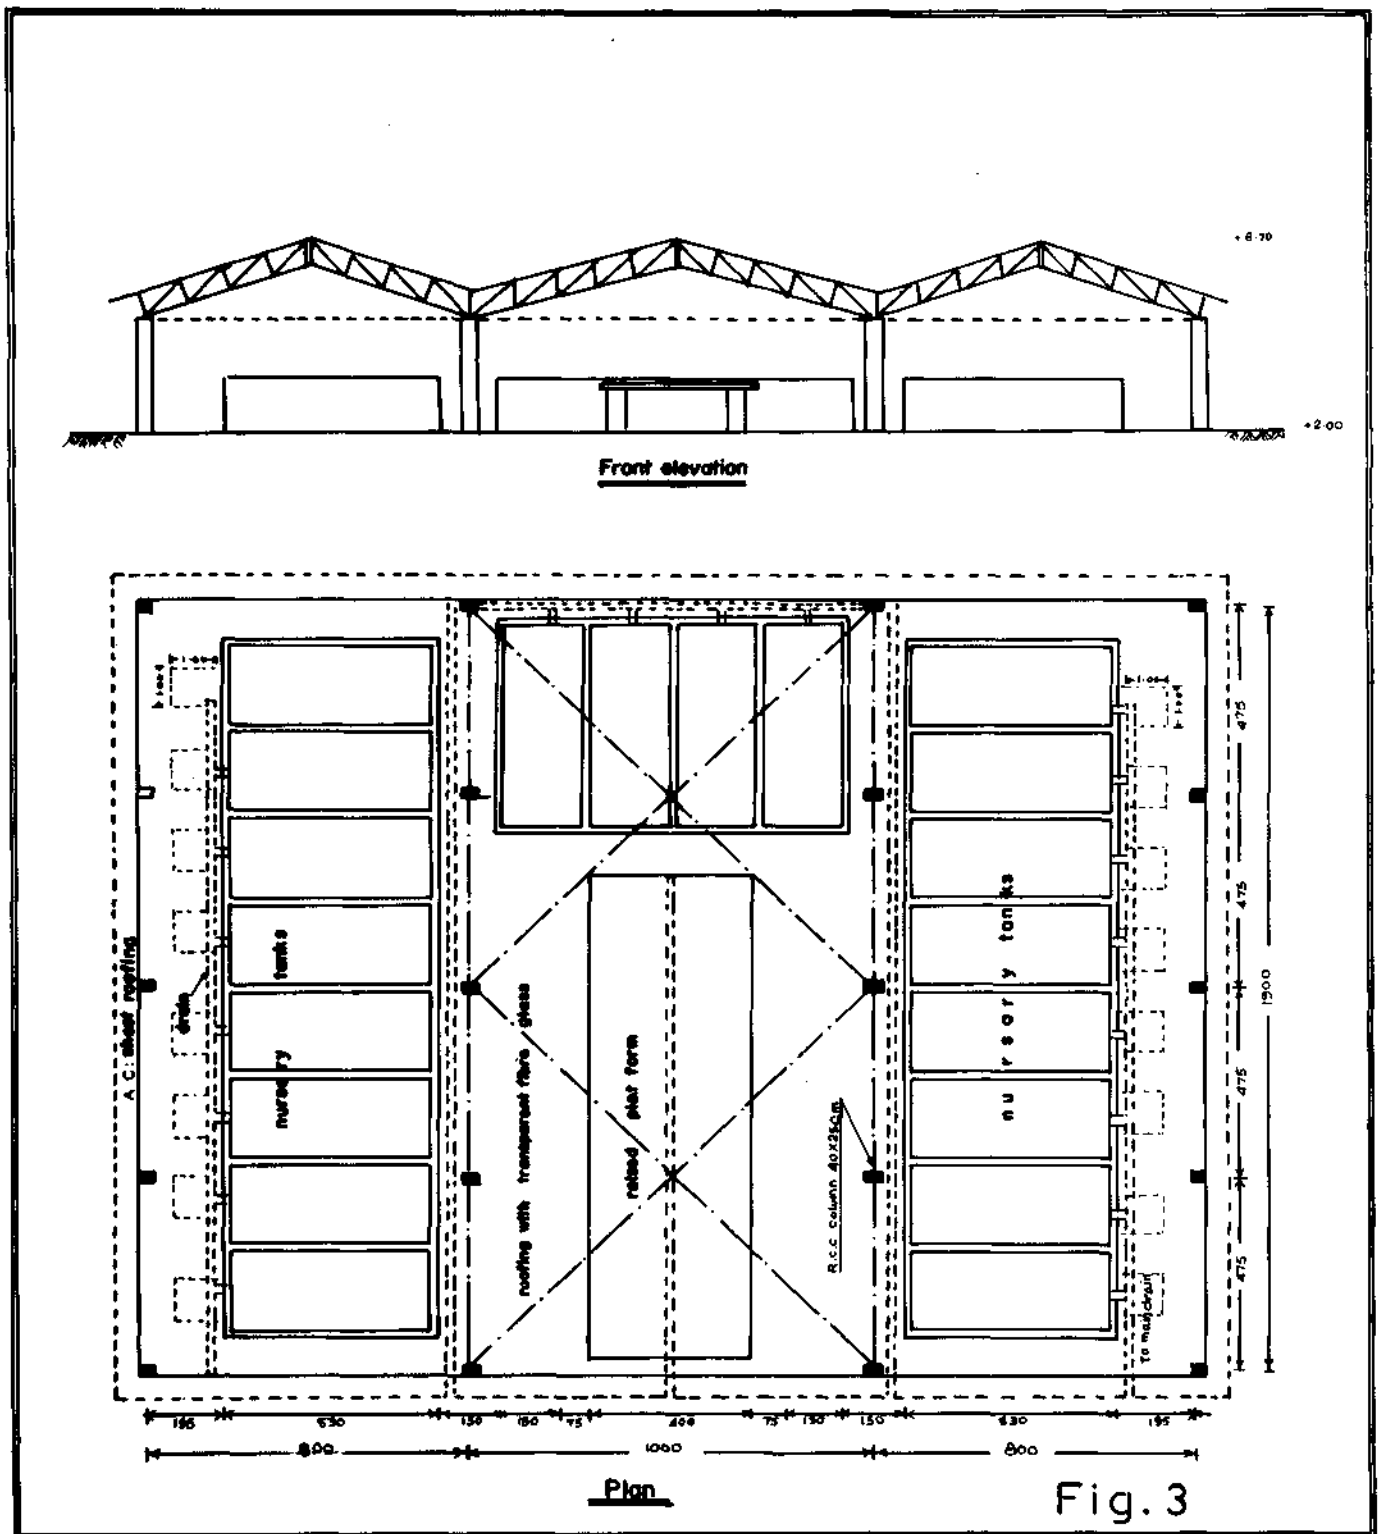 +6.70
+2.00
Front elevation
A C: sheet roofing
drain
nursery tanks
roofing with transparent fibre glass
raised plat form
R.C.C column 40X25Cm
nu rsory tanks
To main drain
475
475
475
475
1900
195
530
150
75
400
75
150
150
530
195
800
1000
800
Plan
Fig. 3